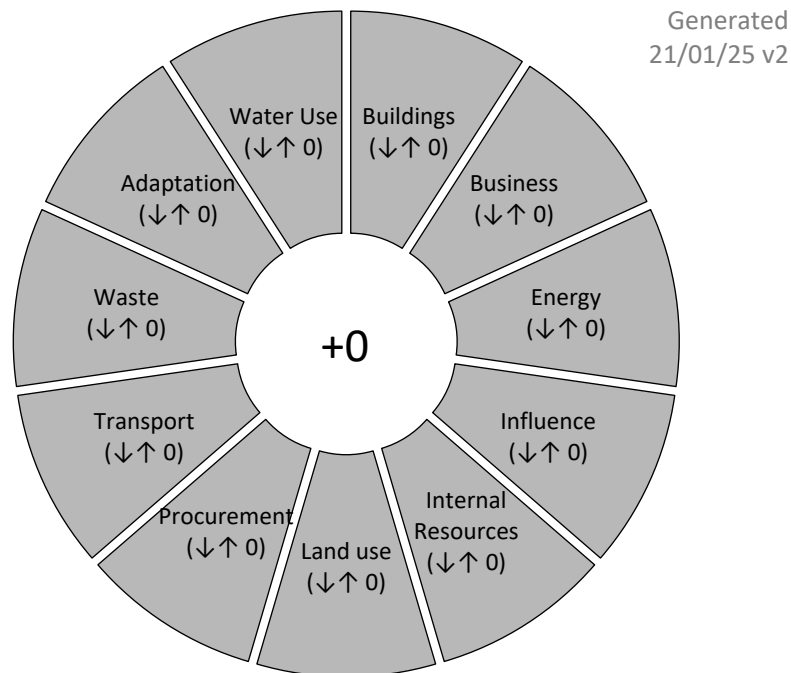 Generated
21/01/25 v2
Water Use
(↓↑ 0)
Buildings
(↓↑ 0)
Business
(↓↑ 0)
Energy
(↓↑ 0)
Influence
(↓↑ 0)
Internal
Resources
(↓↑ 0)
Land use
(↓↑ 0)
Procurement
(↓↑ 0)
Transport
(↓↑ 0)
Waste
(↓↑ 0)
Adaptation
(↓↑ 0)
+0